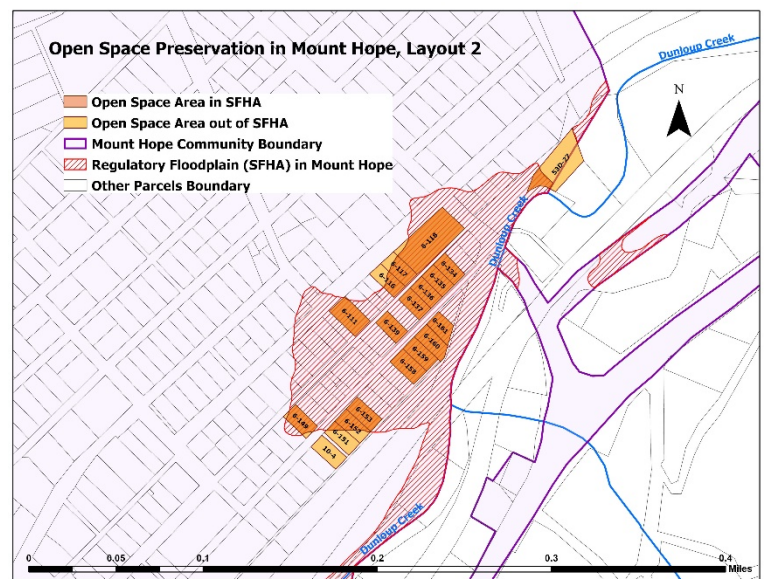 Open Space Preservation in Mount Hope, Layout 2
Open Space Area in SFHA
Open Space Area out of SFHA
Mount Hope Community Boundary
Regulatory Floodplain (SFHA) in Mount Hope
Other Parcels Boundary
Dunloup Creek
N
53D-27
Dunloup Creek
6-118
6-117
6-116
6-134
6-135
6-136
6-137
6-111
6-139
6-161
6-160
6-159
6-158
6-149
6-153
6-152
6-151
10-4
Dunloup Creek
0 0.05 0.1 0.2 0.3 0.4
Miles